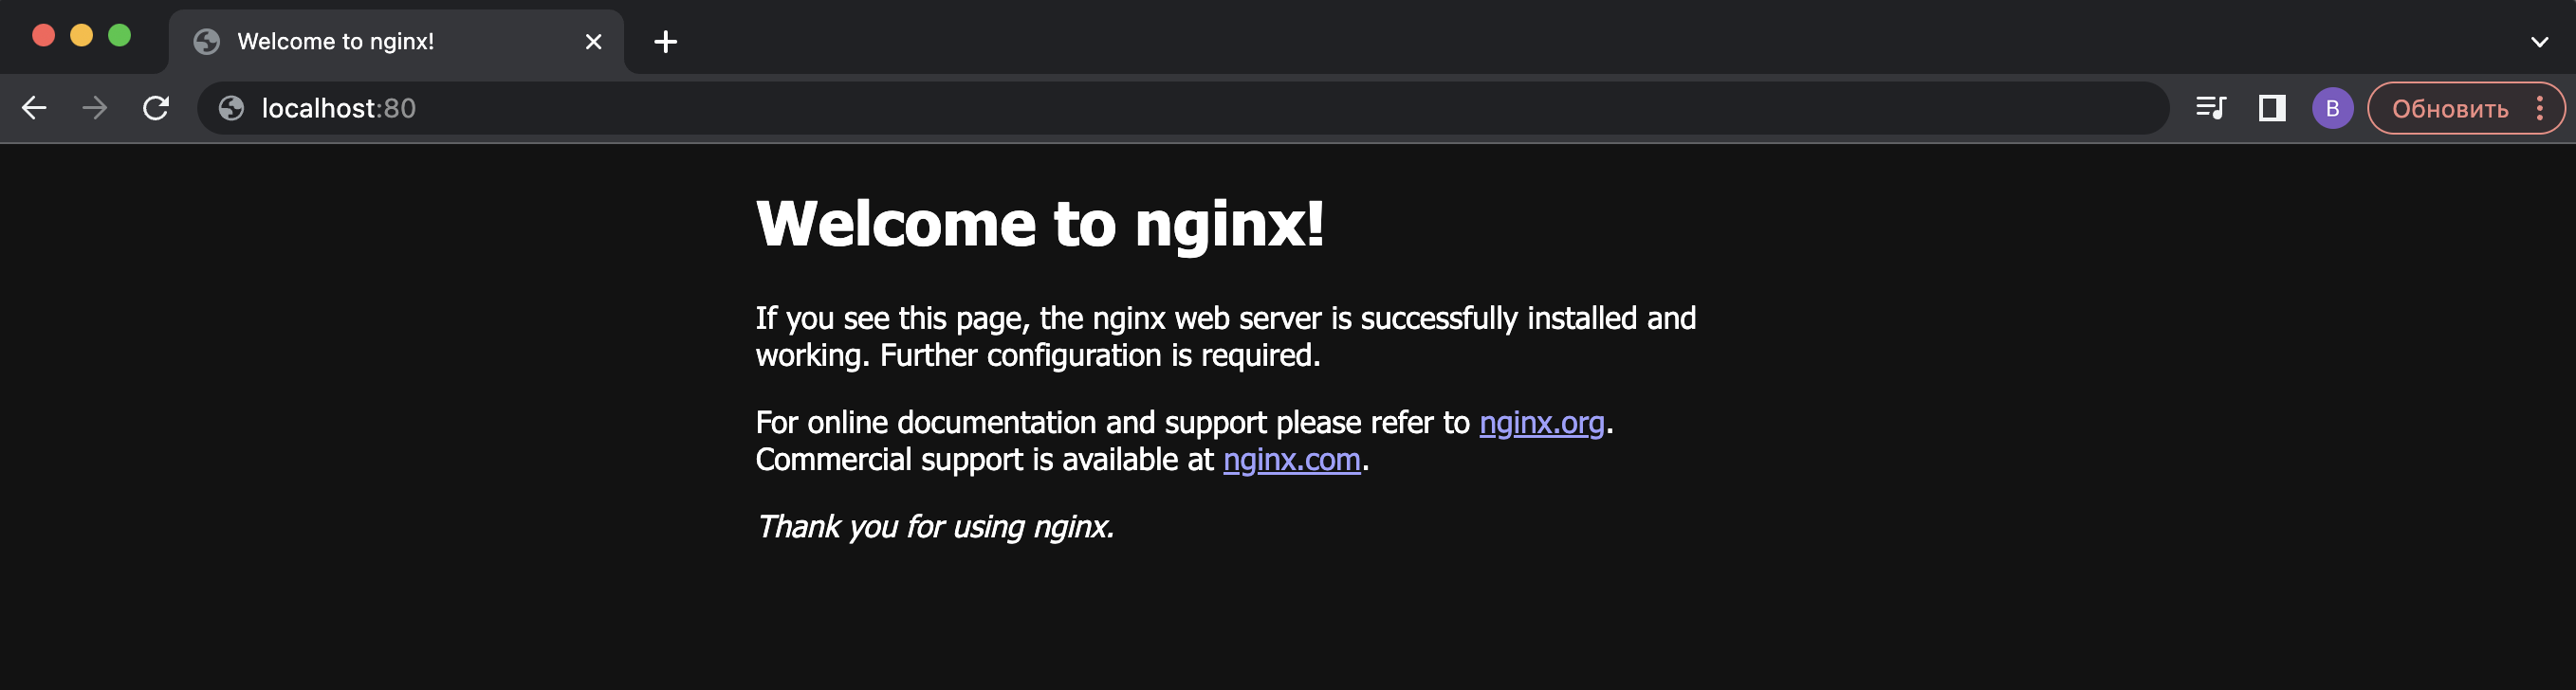 Welcome to nginx!
localhost:80
B
Обновить
Welcome to nginx!
If you see this page, the nginx web server is successfully installed and
working. Further configuration is required.
For online documentation and support please refer to nginx.org.
Commercial support is available at nginx.com.
Thank you for using nginx.